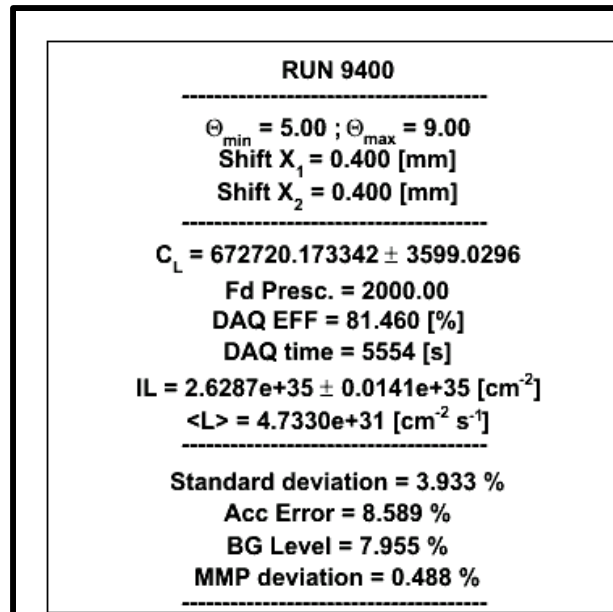 RUN 9400
--------------------------------------
Θmin = 5.00 ; Θmax = 9.00
Shift X1 = 0.400 [mm]
Shift X2 = 0.400 [mm]
--------------------------------------
CL = 672720.173342 ± 3599.0296
Fd Presc. = 2000.00
DAQ EFF = 81.460 [%]
DAQ time = 5554 [s]
IL = 2.6287e+35 ± 0.0141e+35 [cm-2]
<L> = 4.7330e+31 [cm-2 s-1]
--------------------------------------
Standard deviation = 3.933 %
Acc Error = 8.589 %
BG Level = 7.955 %
MMP deviation = 0.488 %
--------------------------------------